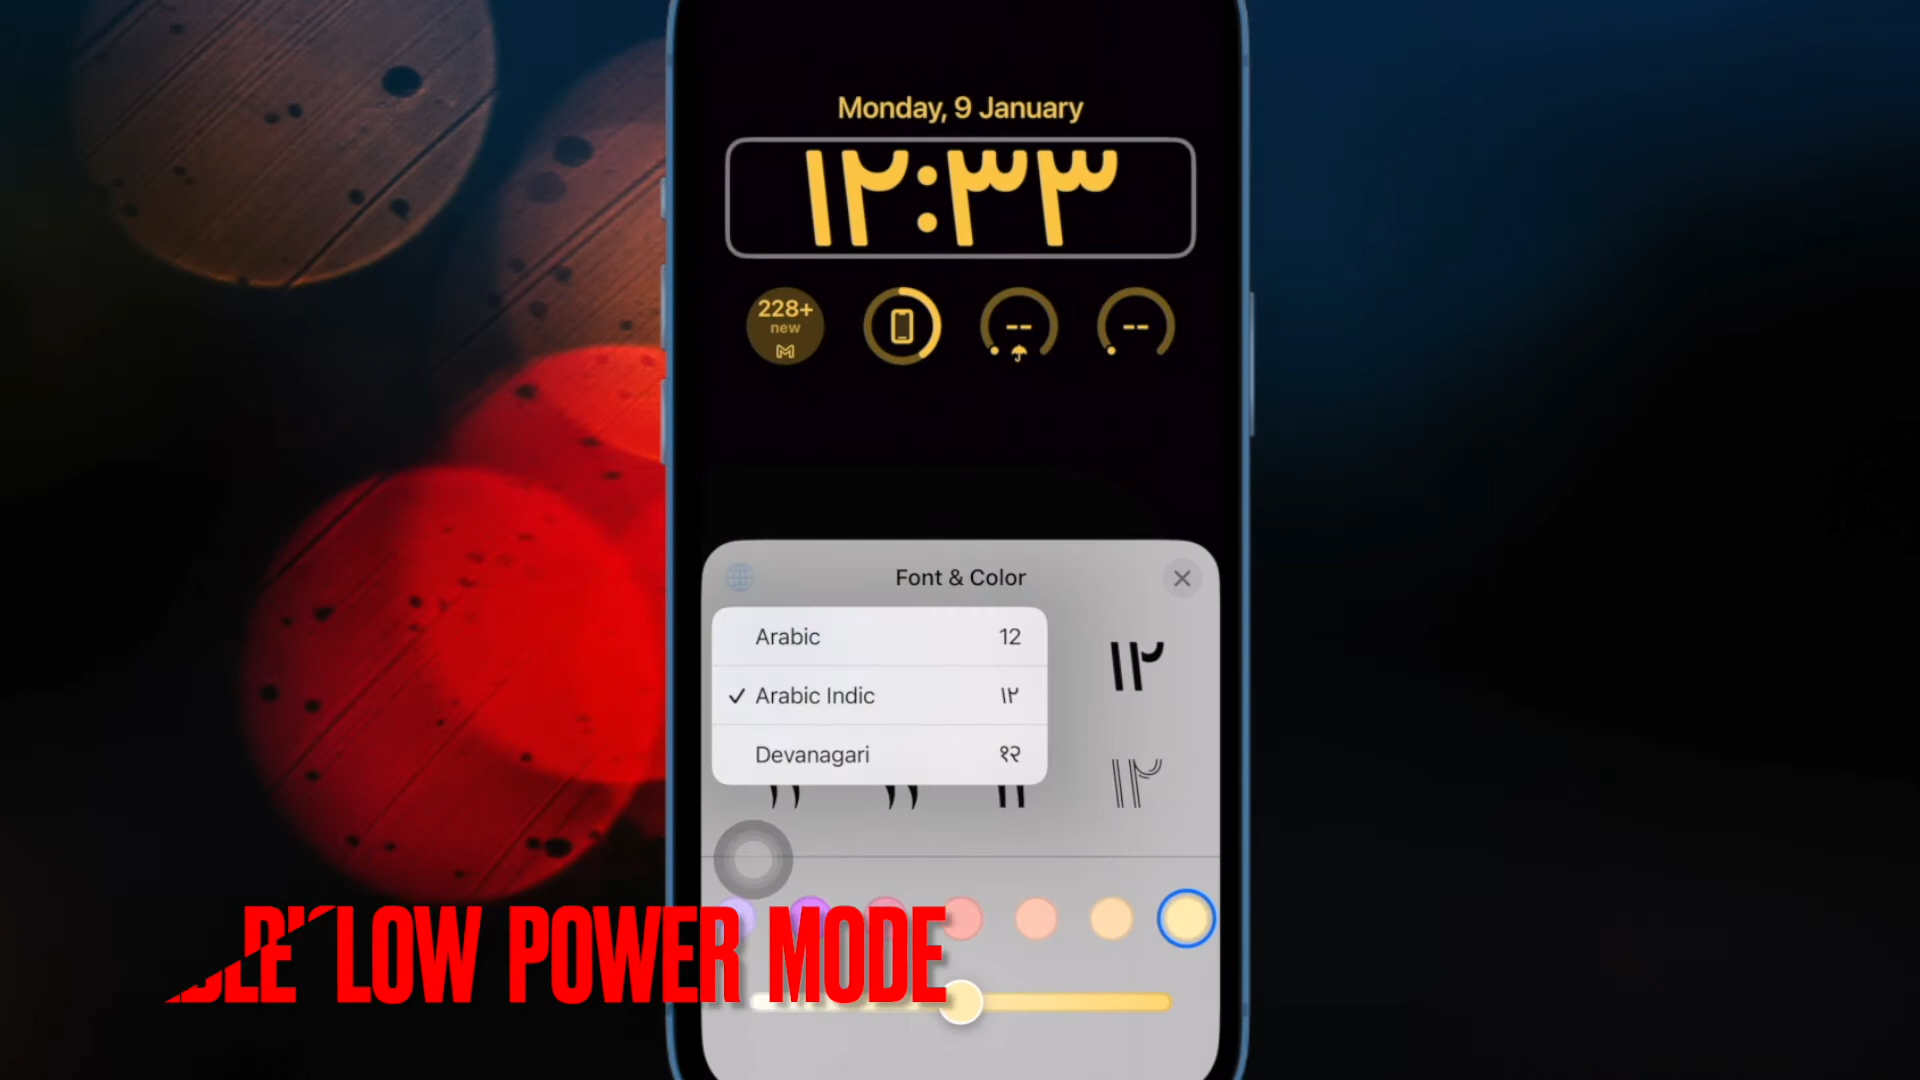 Monday, 9 January
١٢:٣٣
228+
new
--
--
Font & Color
Arabic 12
Arabic Indic ١٢
Devanagari १२
١٢
١٢
LOW POWER MODE